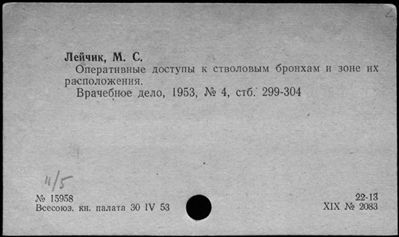 Лейчик, М. С.
Оперативные доступы к стволовым бронхам и зоне их
расположения.
Врачебное дело, 1953, № 4, стб. 299-304
11/5
№ 15958
Всесоюз. кн. палата 30 IV 53
22-13
XIX № 2083